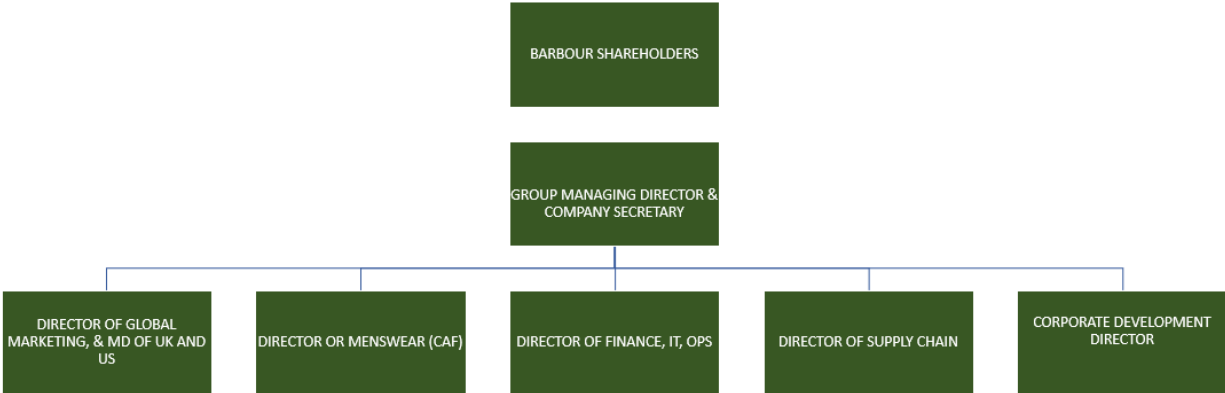 BARBOUR SHAREHOLDERS
GROUP MANAGING DIRECTOR &
COMPANY SECRETARY
DIRECTOR OF GLOBAL
MARKETING, & MD OF UK AND
US
DIRECTOR OR MENSWEAR (CAF)
DIRECTOR OF FINANCE, IT, OPS
DIRECTOR OF SUPPLY CHAIN
CORPORATE DEVELOPMENT
DIRECTOR